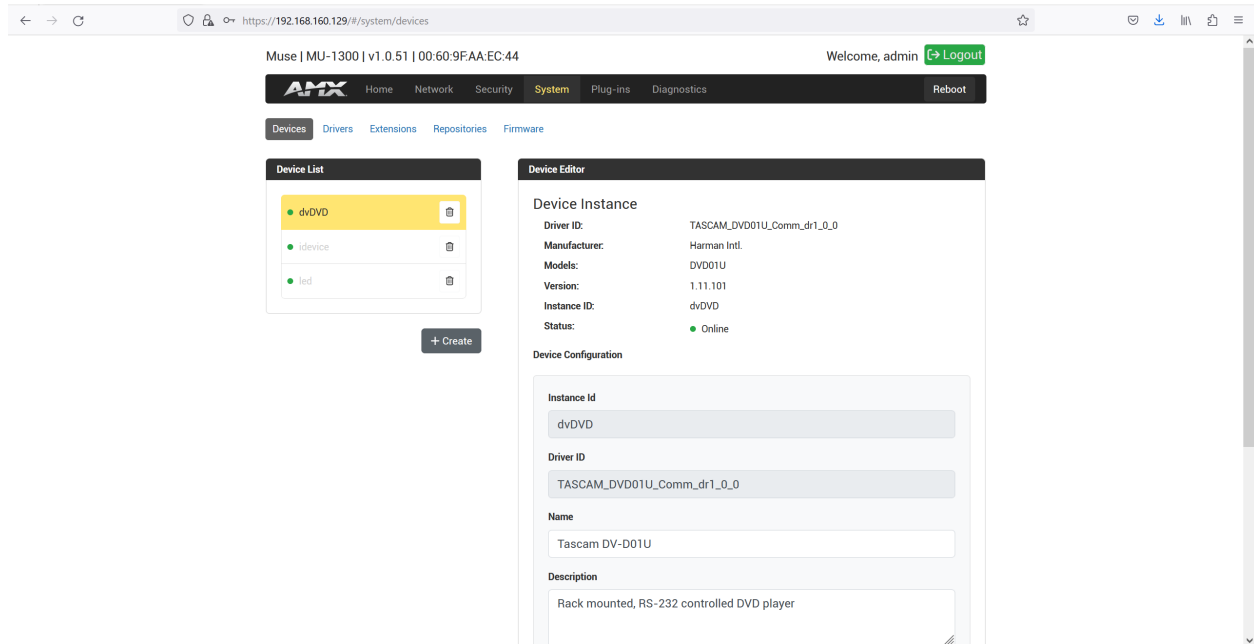 https://192.168.160.129/#/system/devices
Muse | MU-1300 | v1.0.51 | 00:60:9F:AA:EC:44
Welcome, admin Logout
AMX Home Network Security System Plug-ins Diagnostics Reboot
Devices Drivers Extensions Repositories Firmware
Device List
dvDVD
idevice
led
+ Create
Device Editor
Device Instance
Driver ID: TASCAM_DVD01U_Comm_dr1_0_0
Manufacturer: Harman Intl.
Models: DVD01U
Version: 1.11.101
Instance ID: dvDVD
Status: Online
Device Configuration
Instance Id
dvDVD
Driver ID
TASCAM_DVD01U_Comm_dr1_0_0
Name
Tascam DV-D01U
Description
Rack mounted, RS-232 controlled DVD player